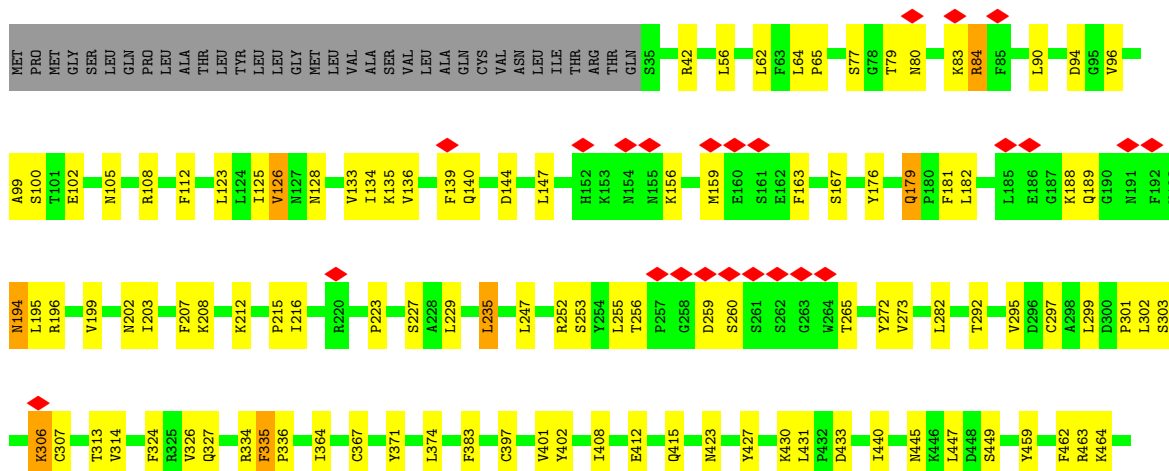 MET PRO MET GLY SER LEU GLN PRO LEU ALA THR LEU TYR LEU LEU GLY MET LEU VAL ALA SER VAL LEU ALA GLN CYS VAL ASN LEU ILE THR ARG THR GLN S35 R42 L56 L62 F63 L64 P65 S77 G78 T79 N80 K83 R84 F85 L90 D94 G95 V96
A99 S100 T101 E102 N105 R108 F112 L123 L124 I125 V126 N127 N128 V133 I134 K135 V136 F139 Q140 D144 L147 H152 K153 N154 N155 K156 M159 E160 S161 E162 F163 S167 Y176 Q179 P180 F181 L182 L185 E186 G187 K188 Q189 G190 N191 F192
N194 L195 R196 V199 N202 I203 F207 K208 K212 P215 I216 R220 P223 S227 A228 L229 L235 L247 R252 S253 Y254 L255 T256 P257 G258 D259 S260 S261 S262 G263 W264 T265 Y272 V273 L282 T292 V295 D296 C297 A298 L299 D300 P301 L302 S303
K306 C307 T313 V314 F324 R325 V326 Q327 R334 F335 P336 I364 C367 Y371 L374 F383 C397 V401 Y402 I408 E412 Q415 N423 Y427 K430 L431 P432 D433 I440 N445 K446 L447 D448 S449 Y459 F462 R463 K464